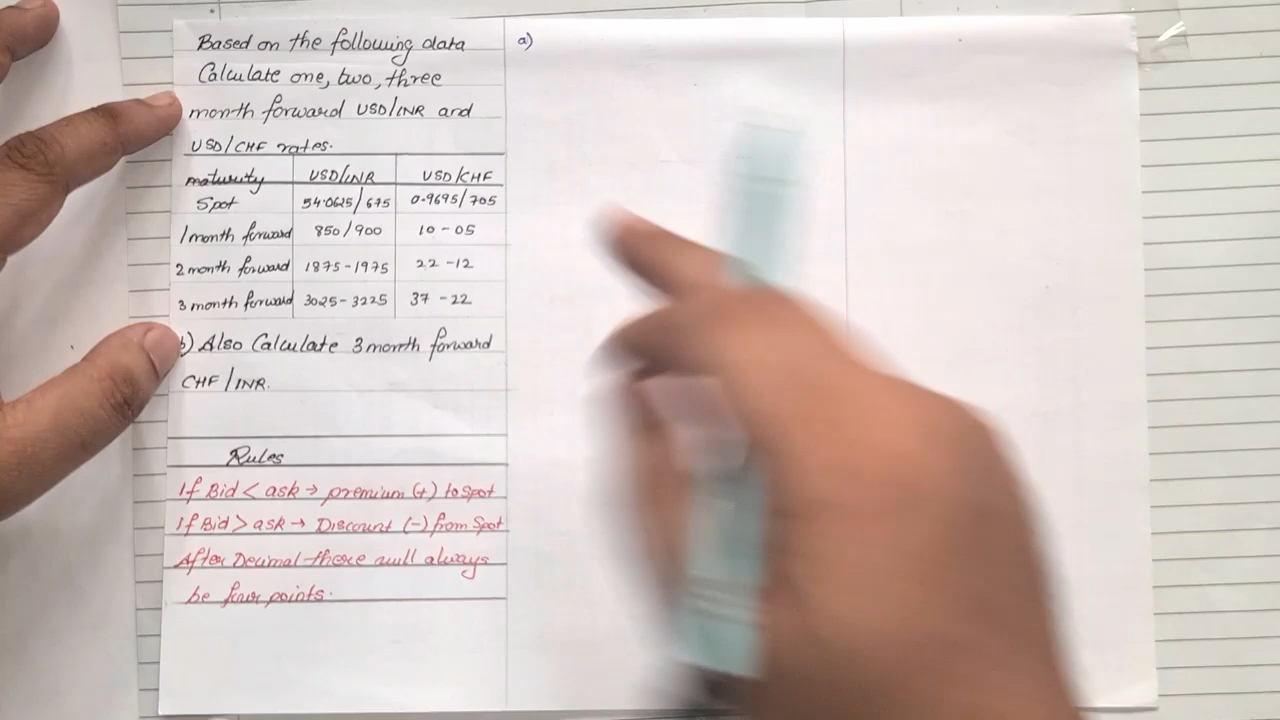 Based on the following data
Calculate one, two, three
month forward USD/INR and
USD/CHF rates.
maturity USD/INR USD/CHF
Spot 54.0625/675 0.9695/705
1 month forward 850/900 10-05
2 month forward 1875-1975 22-12
3 month forward 3025-3225 37-22
b) Also Calculate 3 month forward
CHF/INR.
Rules
If Bid < ask → premium (+) to Spot
If Bid > ask → Discount (-) from Spot
After Decimal there will always
be four points.
a)